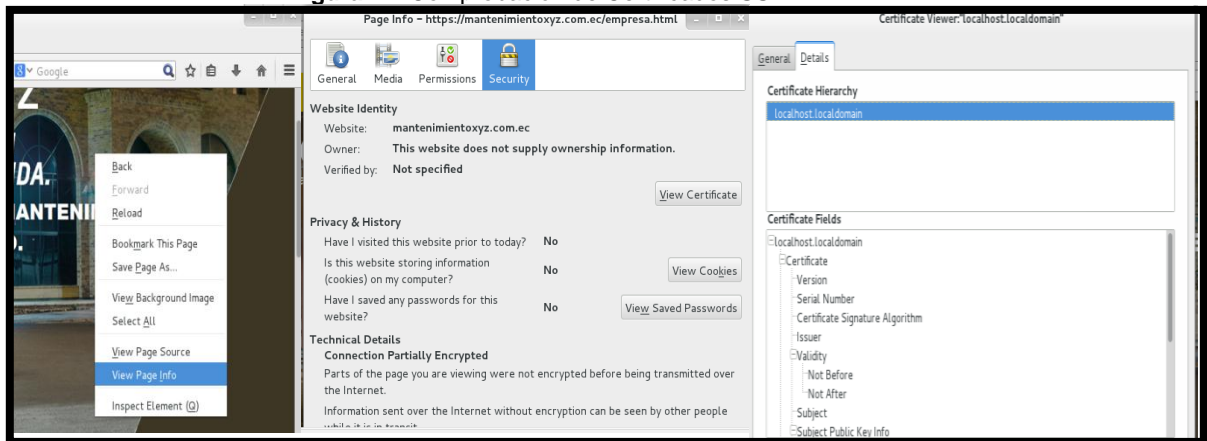 Page Info – https://mantenimientoxyz.com.ec/empresa.html
Certificate Viewer:"localhost.localdomain"
Google
DA.
Back
Forward
Reload
Bookmark This Page
Save Page As...
View Background Image
Select All
View Page Source
View Page Info
Inspect Element (Q)
General Media Permissions Security
Website Identity
Website: mantenimientoxyz.com.ec
Owner: This website does not supply ownership information.
Verified by: Not specified
View Certificate
Privacy & History
Have I visited this website prior to today? No
Is this website storing information
(cookies) on my computer?
No
View Cookies
Have I saved any passwords for this
website?
No
View Saved Passwords
Technical Details
Connection Partially Encrypted
Parts of the page you are viewing were not encrypted before being transmitted over
the Internet.
Information sent over the Internet without encryption can be seen by other people
while it is in transit.
General Details
Certificate Hierarchy
localhost.localdomain
Certificate Fields
localhost.localdomain
Certificate
Version
Serial Number
Certificate Signature Algorithm
Issuer
Validity
Not Before
Not After
Subject
Subject Public Key Info